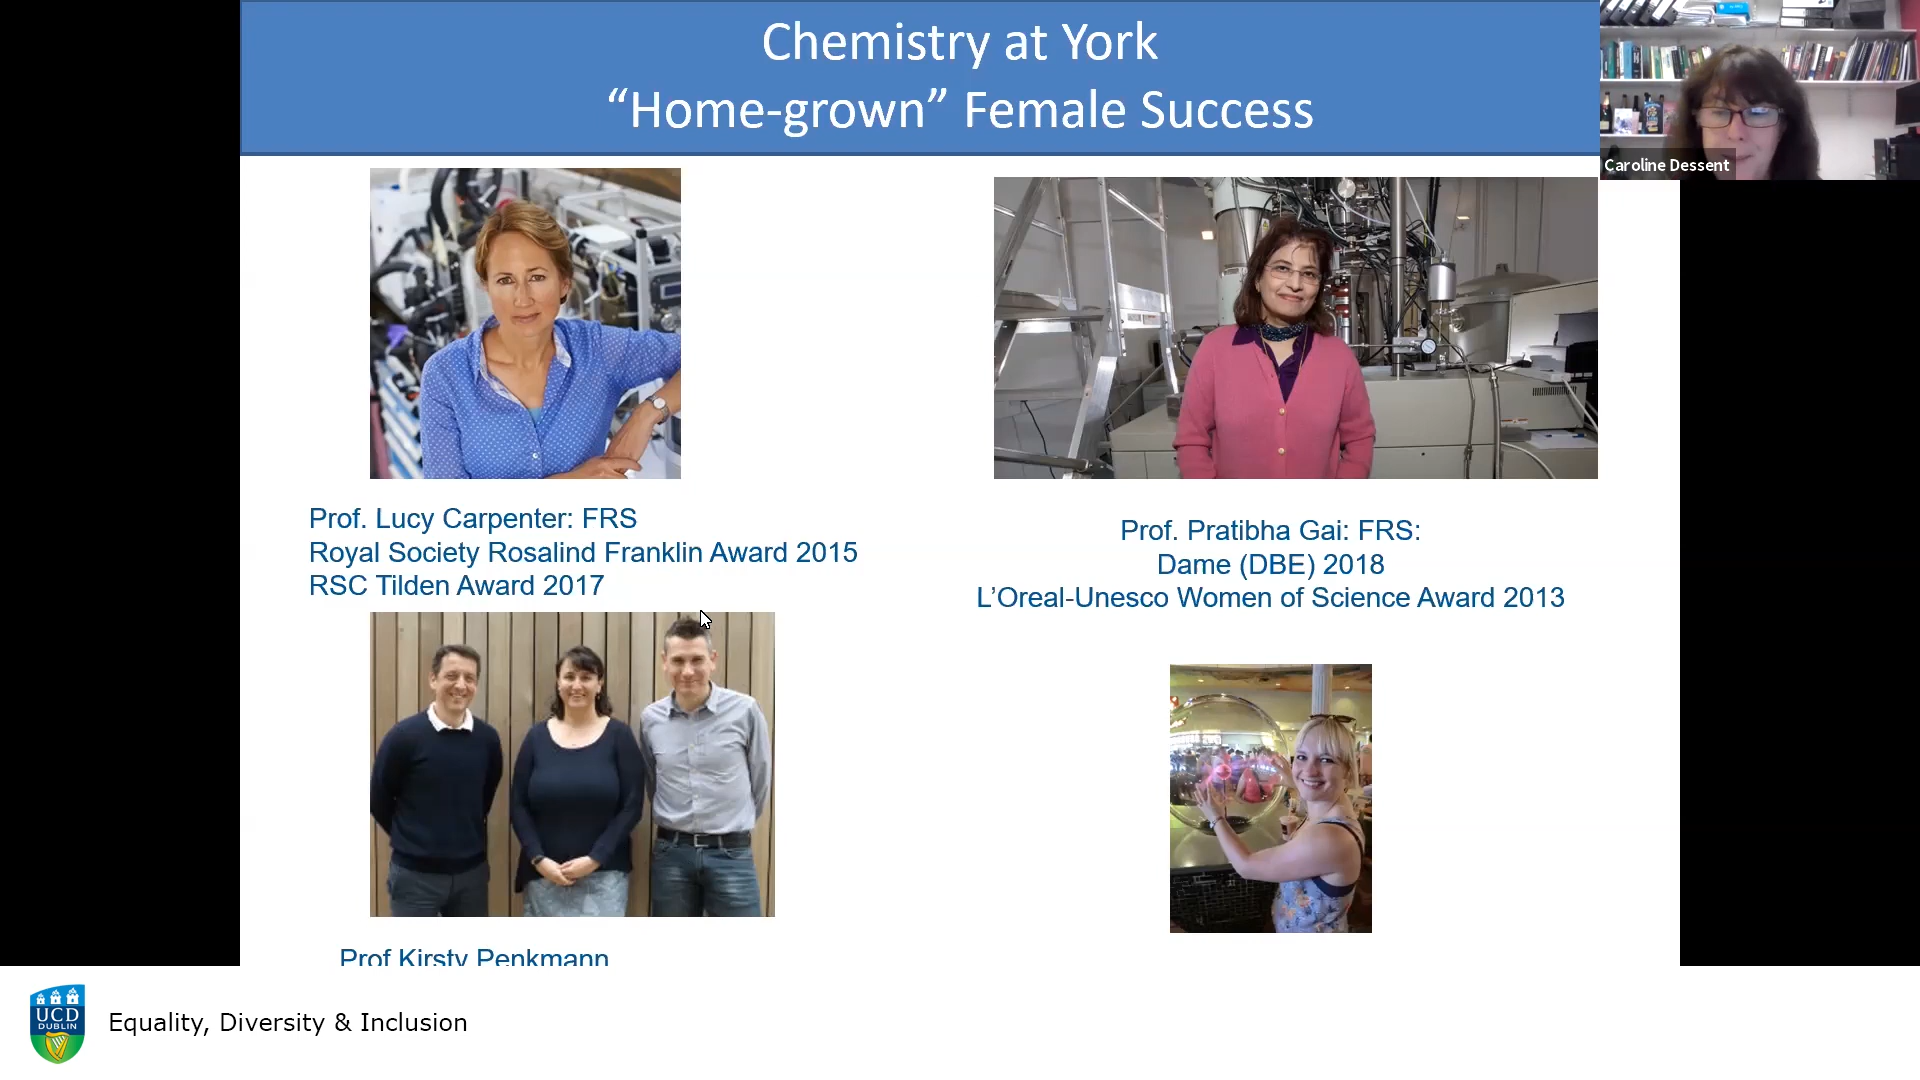 Chemistry at York
“Home-grown” Female Success
Caroline Dessent
Prof. Lucy Carpenter: FRS
Royal Society Rosalind Franklin Award 2015
RSC Tilden Award 2017
Prof. Pratibha Gai: FRS:
Dame (DBE) 2018
L’Oreal-Unesco Women of Science Award 2013
Prof Kirsty Penkmann
UCD
DUBLIN
Equality, Diversity & Inclusion